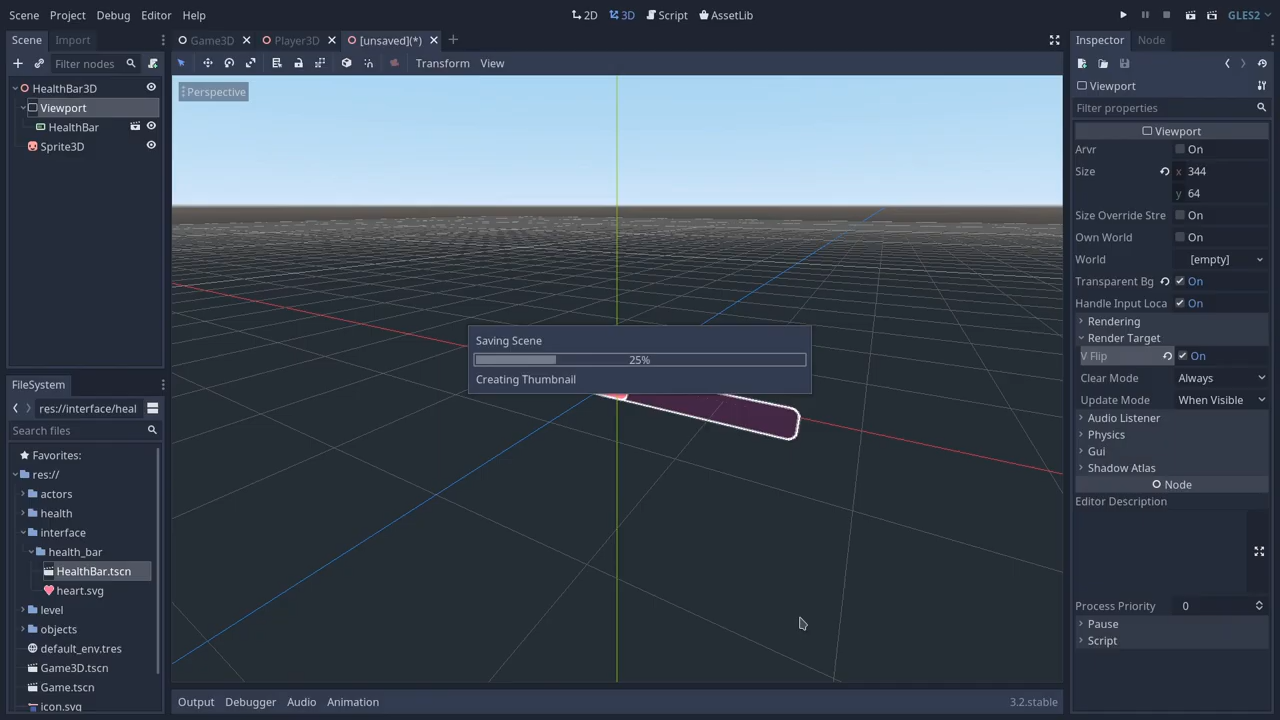 Scene Project Debug Editor Help
2D 3D Script AssetLib
GLES2
Scene Import
Game3D Player3D [unsaved](*)
Inspector Node
Filter nodes
Transform View
HealthBar3D
Viewport
HealthBar
Sprite3D
Perspective
Saving Scene
25%
Creating Thumbnail
FileSystem
res://interface/heal
Search files
Favorites:
res://
actors
health
interface
health_bar
HealthBar.tscn
heart.svg
level
objects
default_env.tres
Game3D.tscn
Game.tscn
icon.svg
Output Debugger Audio Animation
3.2.stable
Viewport
Filter properties
Viewport
Arvr On
Size x 344
y 64
Size Override Stre On
Own World On
World [empty]
Transparent Bg On
Handle Input Loca On
Rendering
Render Target
V Flip On
Clear Mode Always
Update Mode When Visible
Audio Listener
Physics
Gui
Shadow Atlas
Node
Editor Description
Process Priority 0
Pause
Script